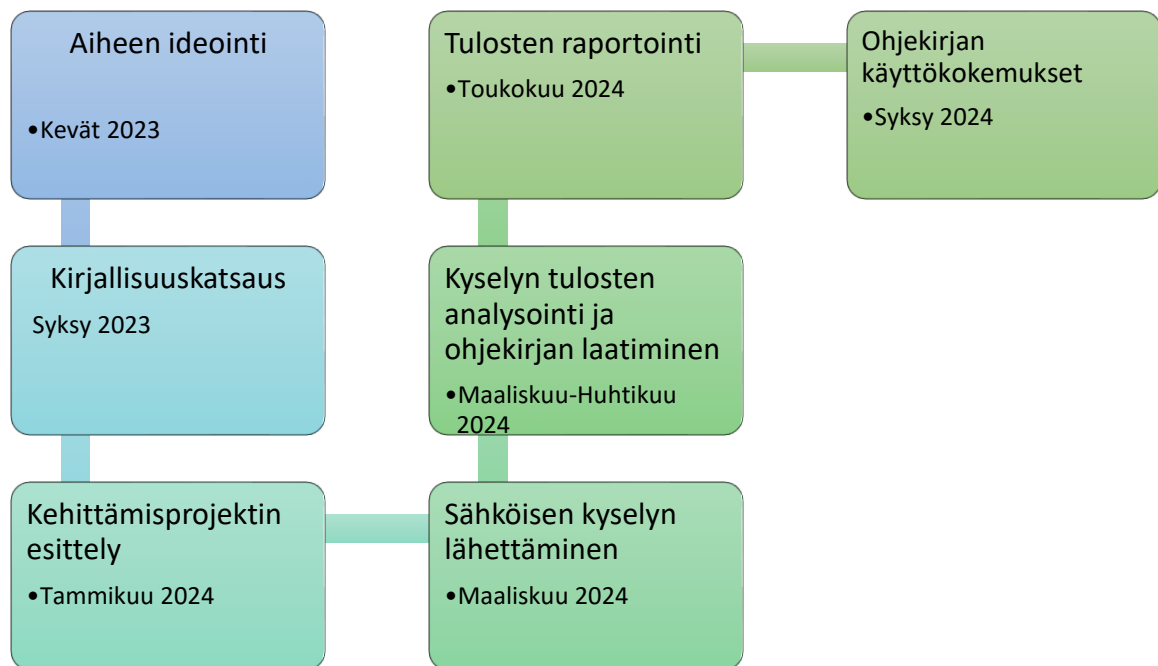 Aiheen ideointi
•Kevät 2023
Kirjallisuuskatsaus
Syksy 2023
Kehittämisprojektin
esittely
•Tammikuu 2024
Sähköisen kyselyn
lähettäminen
•Maaliskuu 2024
Kyselyn tulosten
analysointi ja
ohjekirjan laatiminen
•Maaliskuu-Huhtikuu
2024
Tulosten raportointi
•Toukokuu 2024
Ohjekirjan
käyttökokemukset
•Syksy 2024